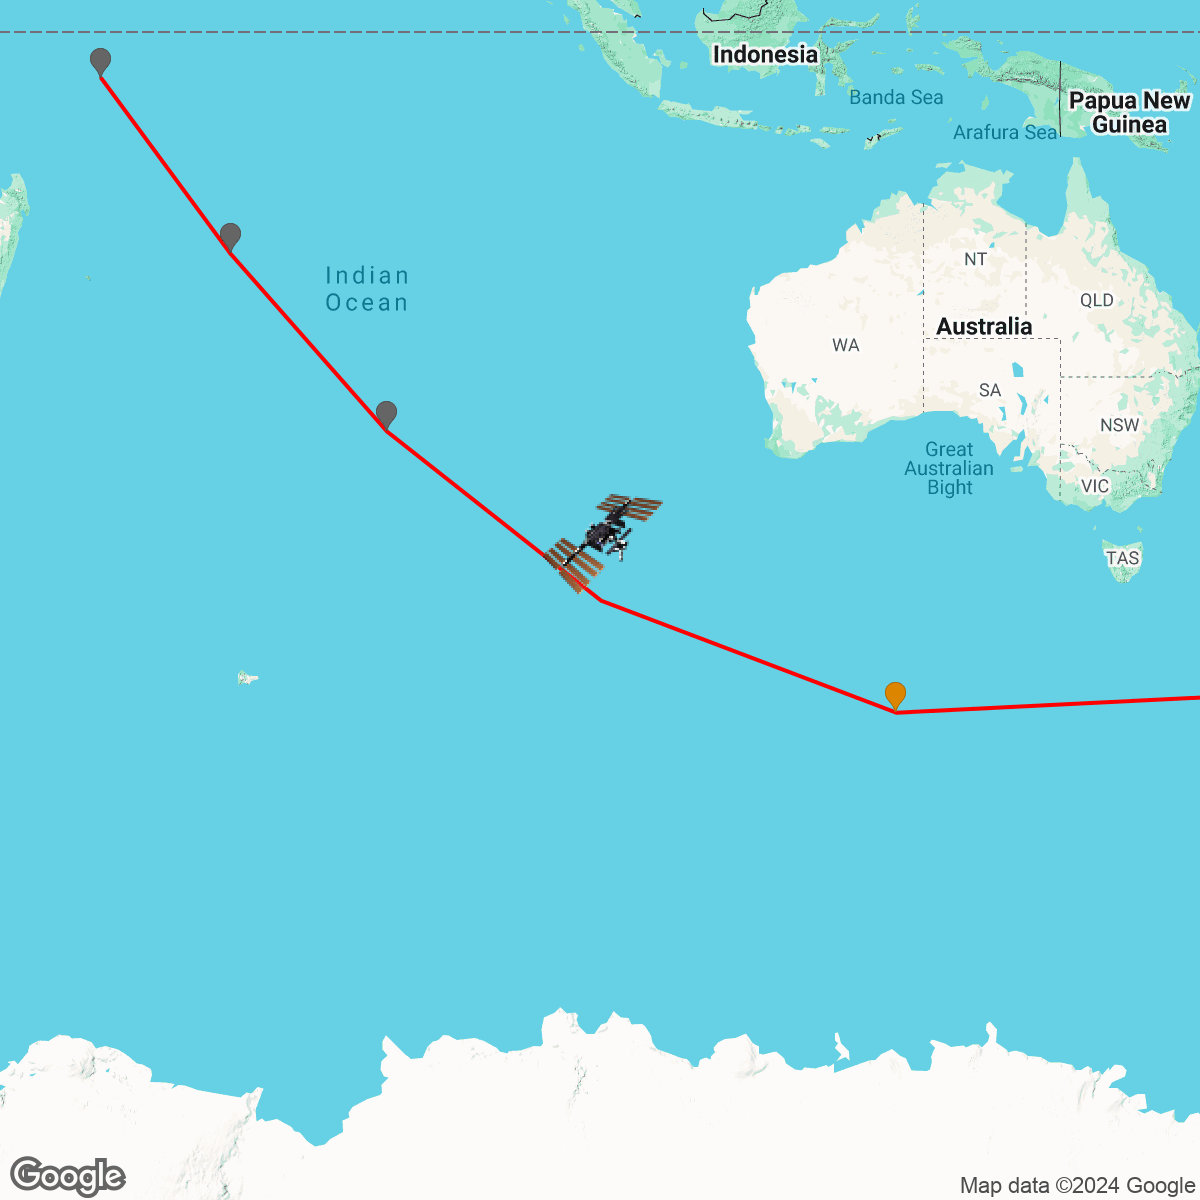 Indonesia
Banda Sea
Papua New
Guinea
Arafura Sea
Indian
Ocean
NT
QLD
Australia
WA
SA
NSW
Great
Australian
Bight
VIC
TAS
Google
Map data ©2024 Google